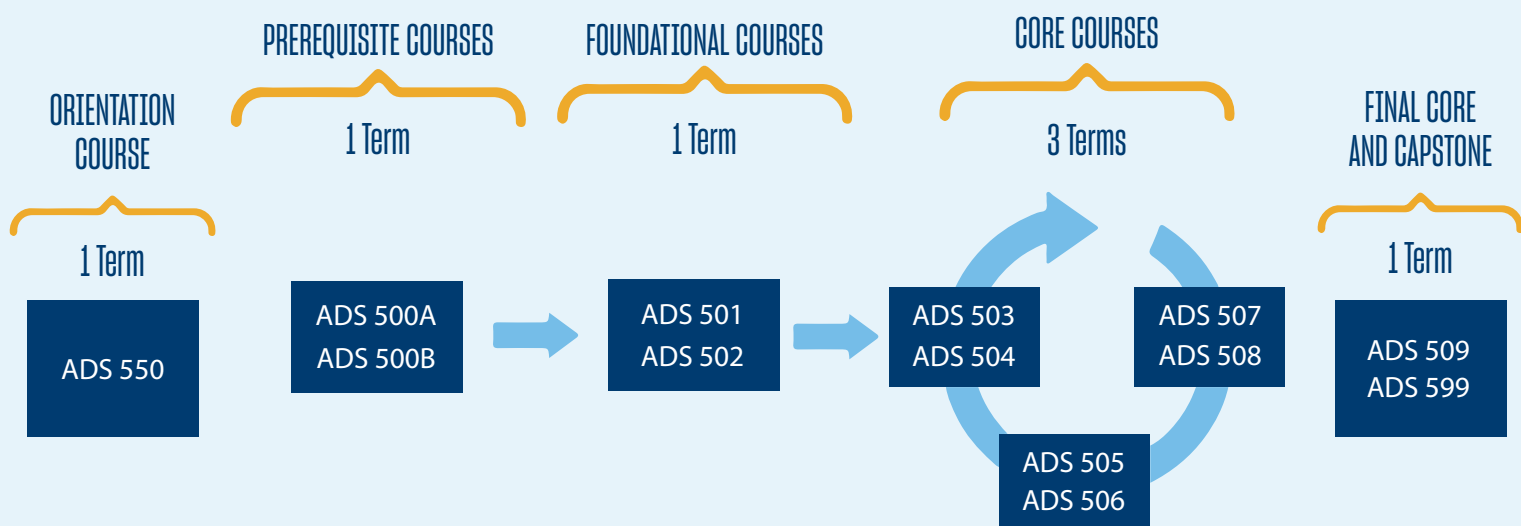 ORIENTATION
COURSE
1 Term
ADS 550
PREREQUISITE COURSES
1 Term
ADS 500A
ADS 500B
FOUNDATIONAL COURSES
1 Term
ADS 501
ADS 502
CORE COURSES
3 Terms
ADS 503
ADS 504
ADS 507
ADS 508
ADS 505
ADS 506
FINAL CORE
AND CAPSTONE
1 Term
ADS 509
ADS 599